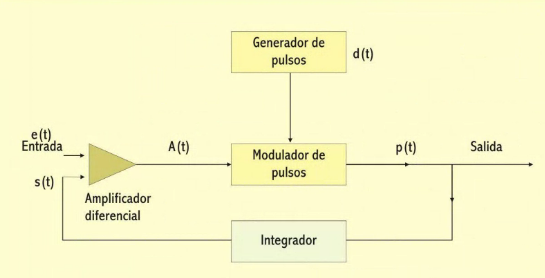 Generador de
pulsos
d(t)
e(t)
Entrada
A(t)
Modulador de
pulsos
p(t)
Salida
s(t)
Amplificador
diferencial
Integrador